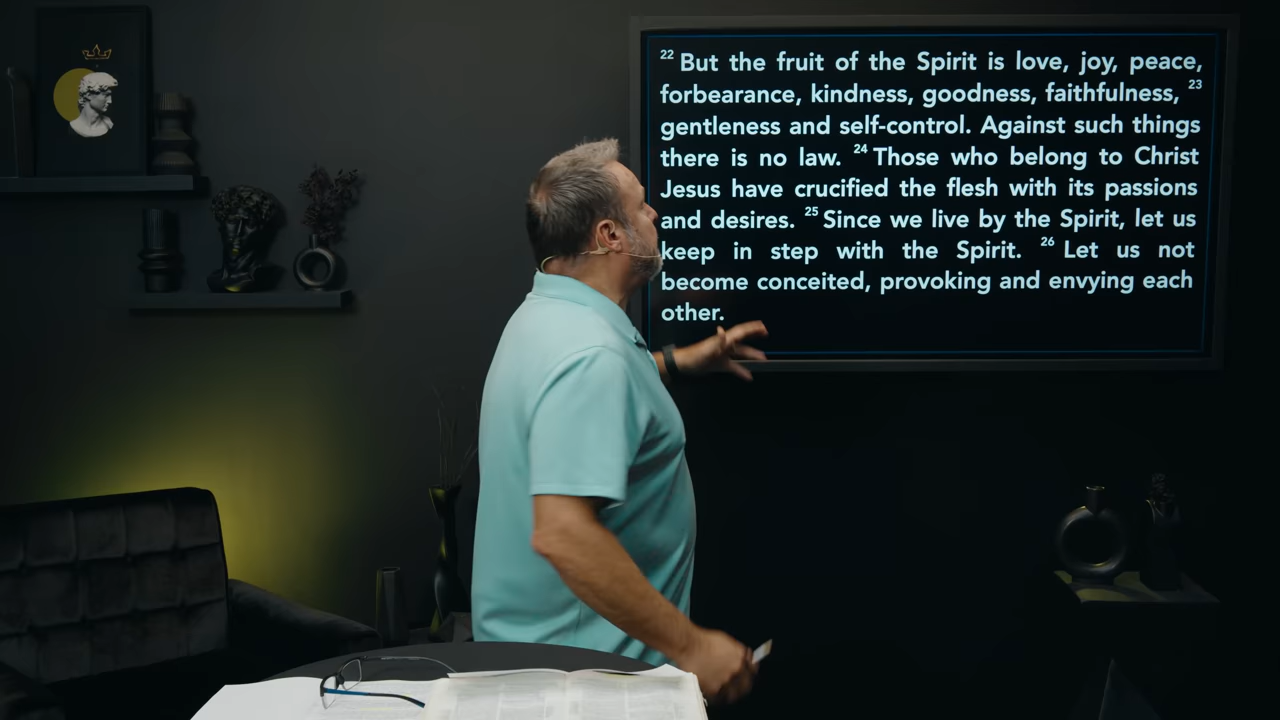 22 But the fruit of the Spirit is love, joy, peace,
forbearance, kindness, goodness, faithfulness, 23
gentleness and self-control. Against such things
there is no law. 24 Those who belong to Christ
Jesus have crucified the flesh with its passions
and desires. 25 Since we live by the Spirit, let us
keep in step with the Spirit. 26 Let us not
become conceited, provoking and envying each
other.